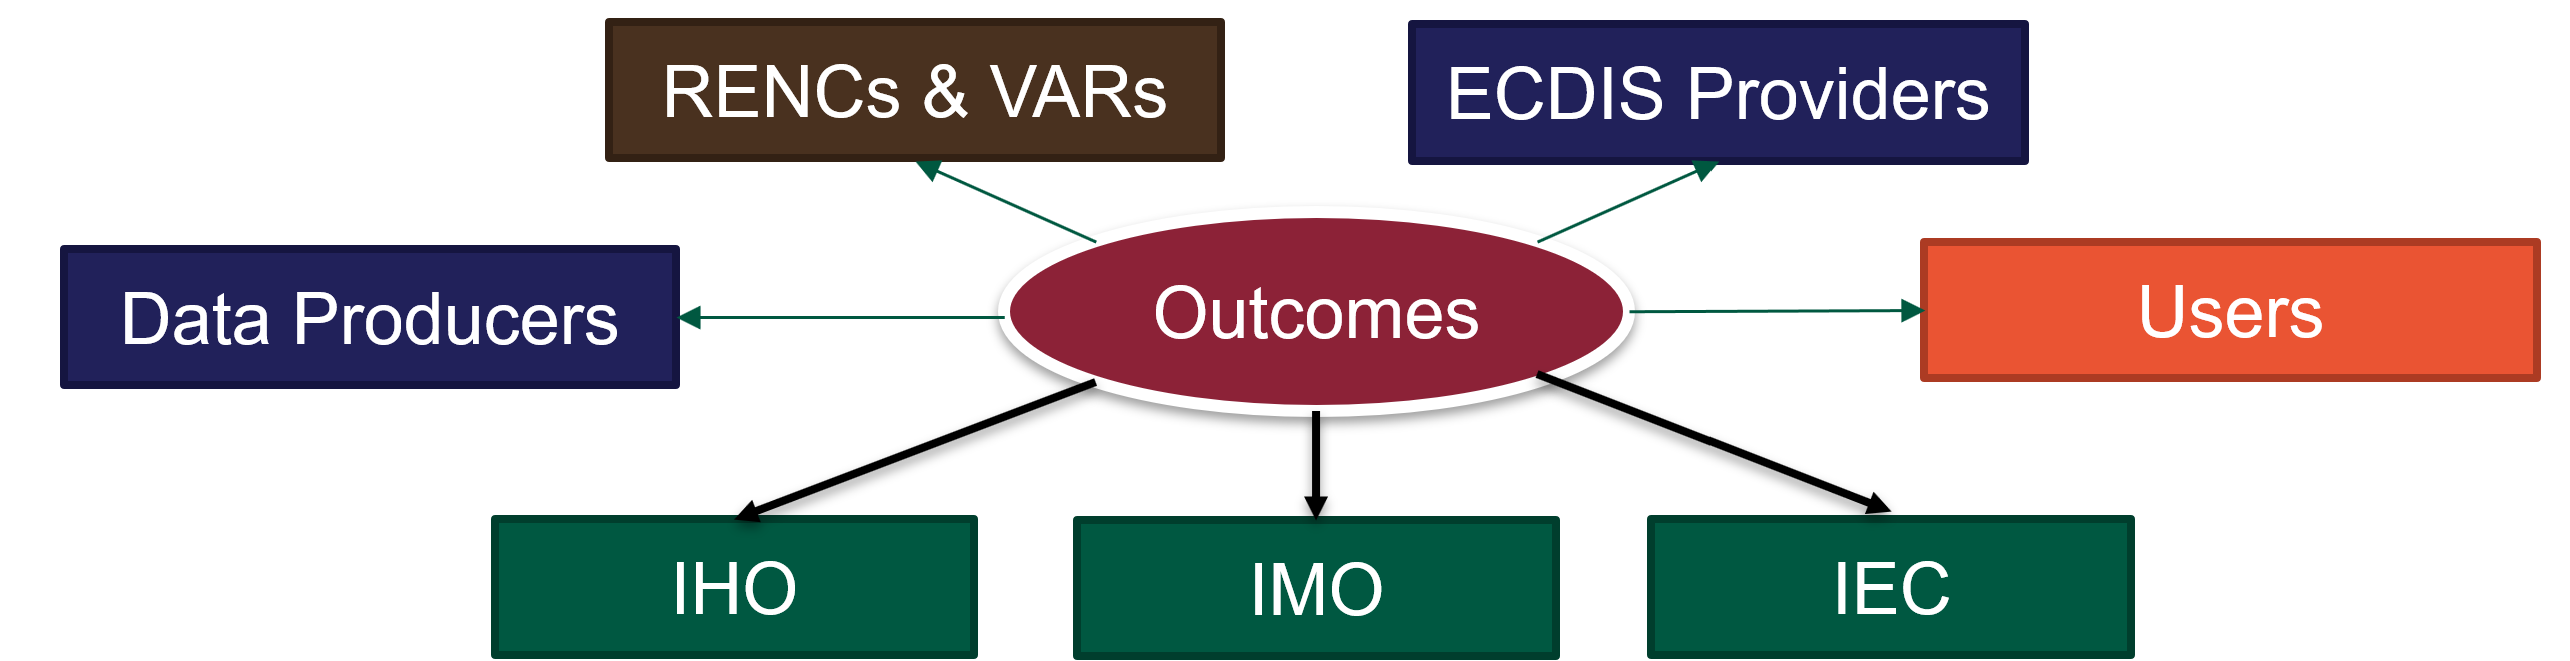 RENCs & VARs
ECDIS Providers
Data Producers
Outcomes
Users
IHO
IMO
IEC